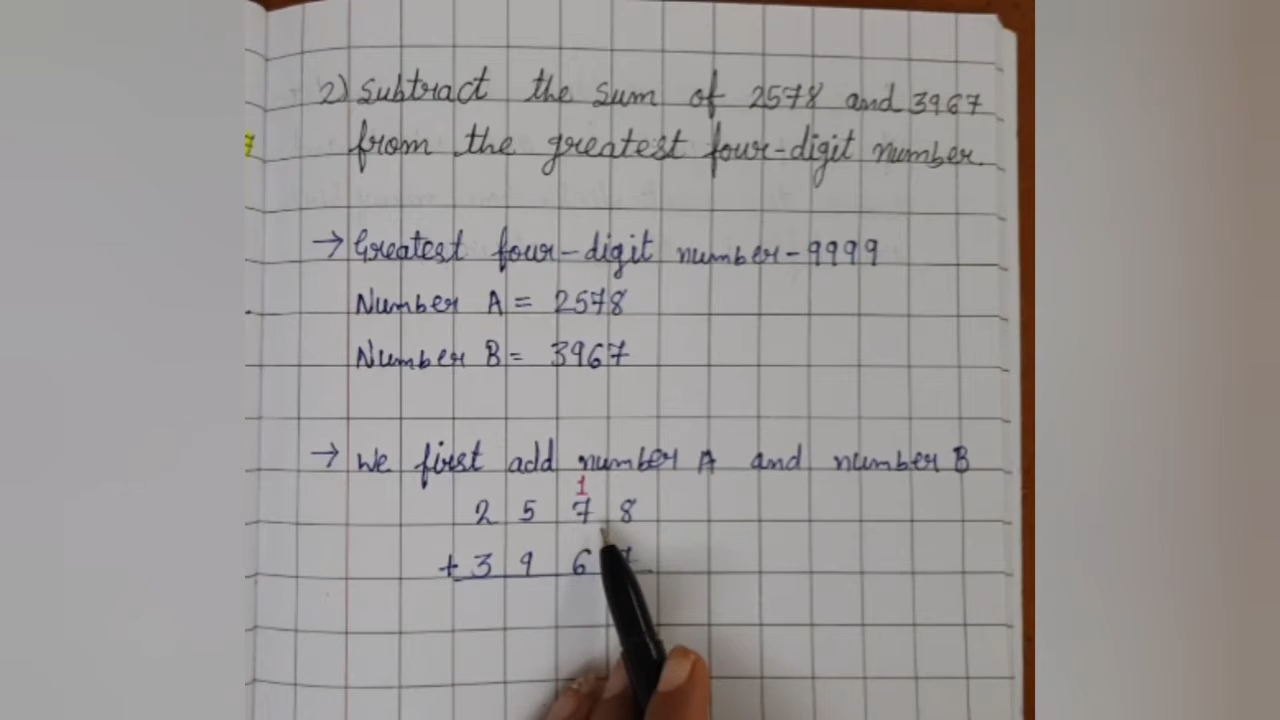 2) Subtract the sum of 2578 and 3967
from the greatest four-digit number.
7
→ Greatest four-digit number - 9999
Number A = 2578
Number B = 3967
→ We first add number A and number B
1
2 5 7 8
+ 3 9 6